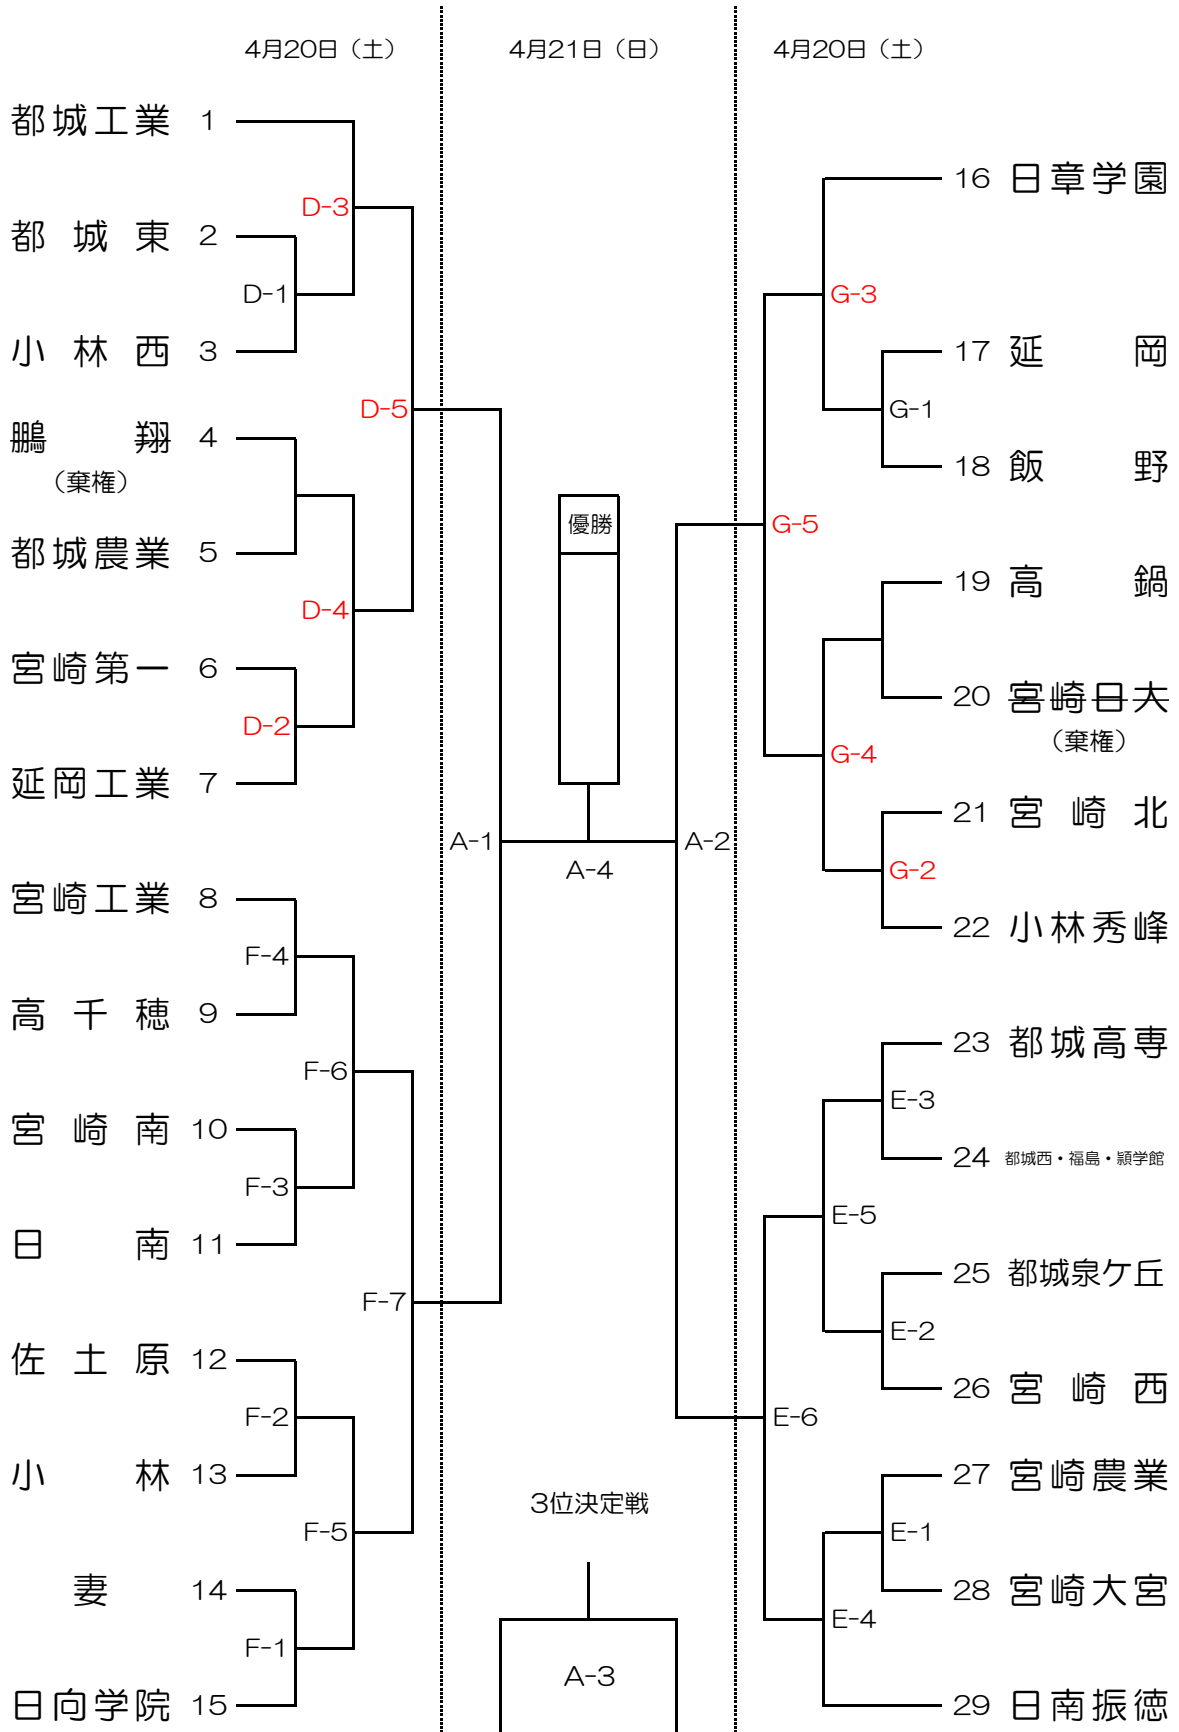 4月20日（土） 4月21日（日） 4月20日（土）
都城工業 1
16 日章学園
D-3
都城東 2
D-1
G-3
小林西 3
17 延岡
D-5
G-1
鵬翔 4
（棄権）
18 飯野
優勝
G-5
都城農業 5
19 高鍋
D-4
宮崎第一 6
20 宮崎日大
（棄権）
D-2
G-4
延岡工業 7
21 宮崎北
A-1
A-2
A-4
G-2
宮崎工業 8
22 小林秀峰
F-4
高千穂 9
23 都城高専
F-6
E-3
宮崎南 10
24 都城西・福島・頴学館
F-3
E-5
日南 11
25 都城泉ケ丘
F-7
E-2
佐土原 12
26 宮崎西
F-2
E-6
小林 13
27 宮崎農業
3位決定戦
F-5
E-1
妻 14
28 宮崎大宮
E-4
F-1
A-3
日向学院 15
29 日南振徳